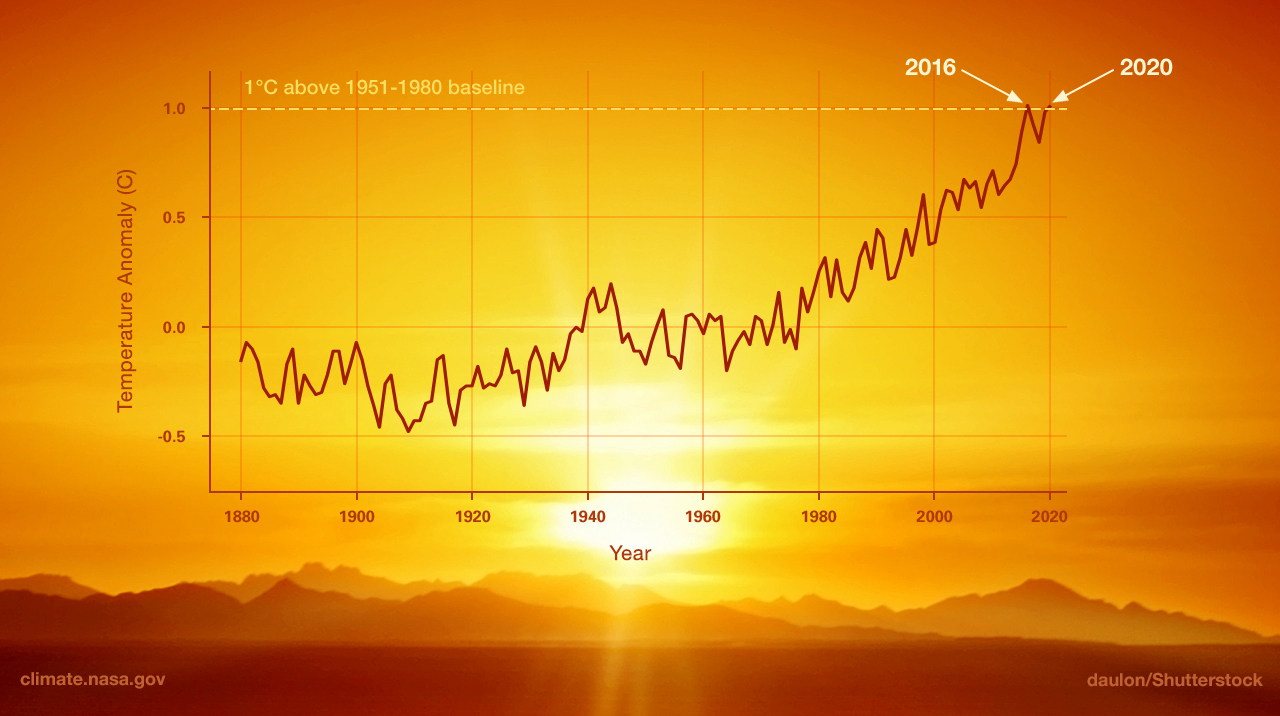 2016
2020
1°C above 1951-1980 baseline
1.0
0.5
0.0
-0.5
Temperature Anomaly (C)
1880 1900 1920 1940 1960 1980 2000 2020
Year
climate.nasa.gov
daulon/Shutterstock